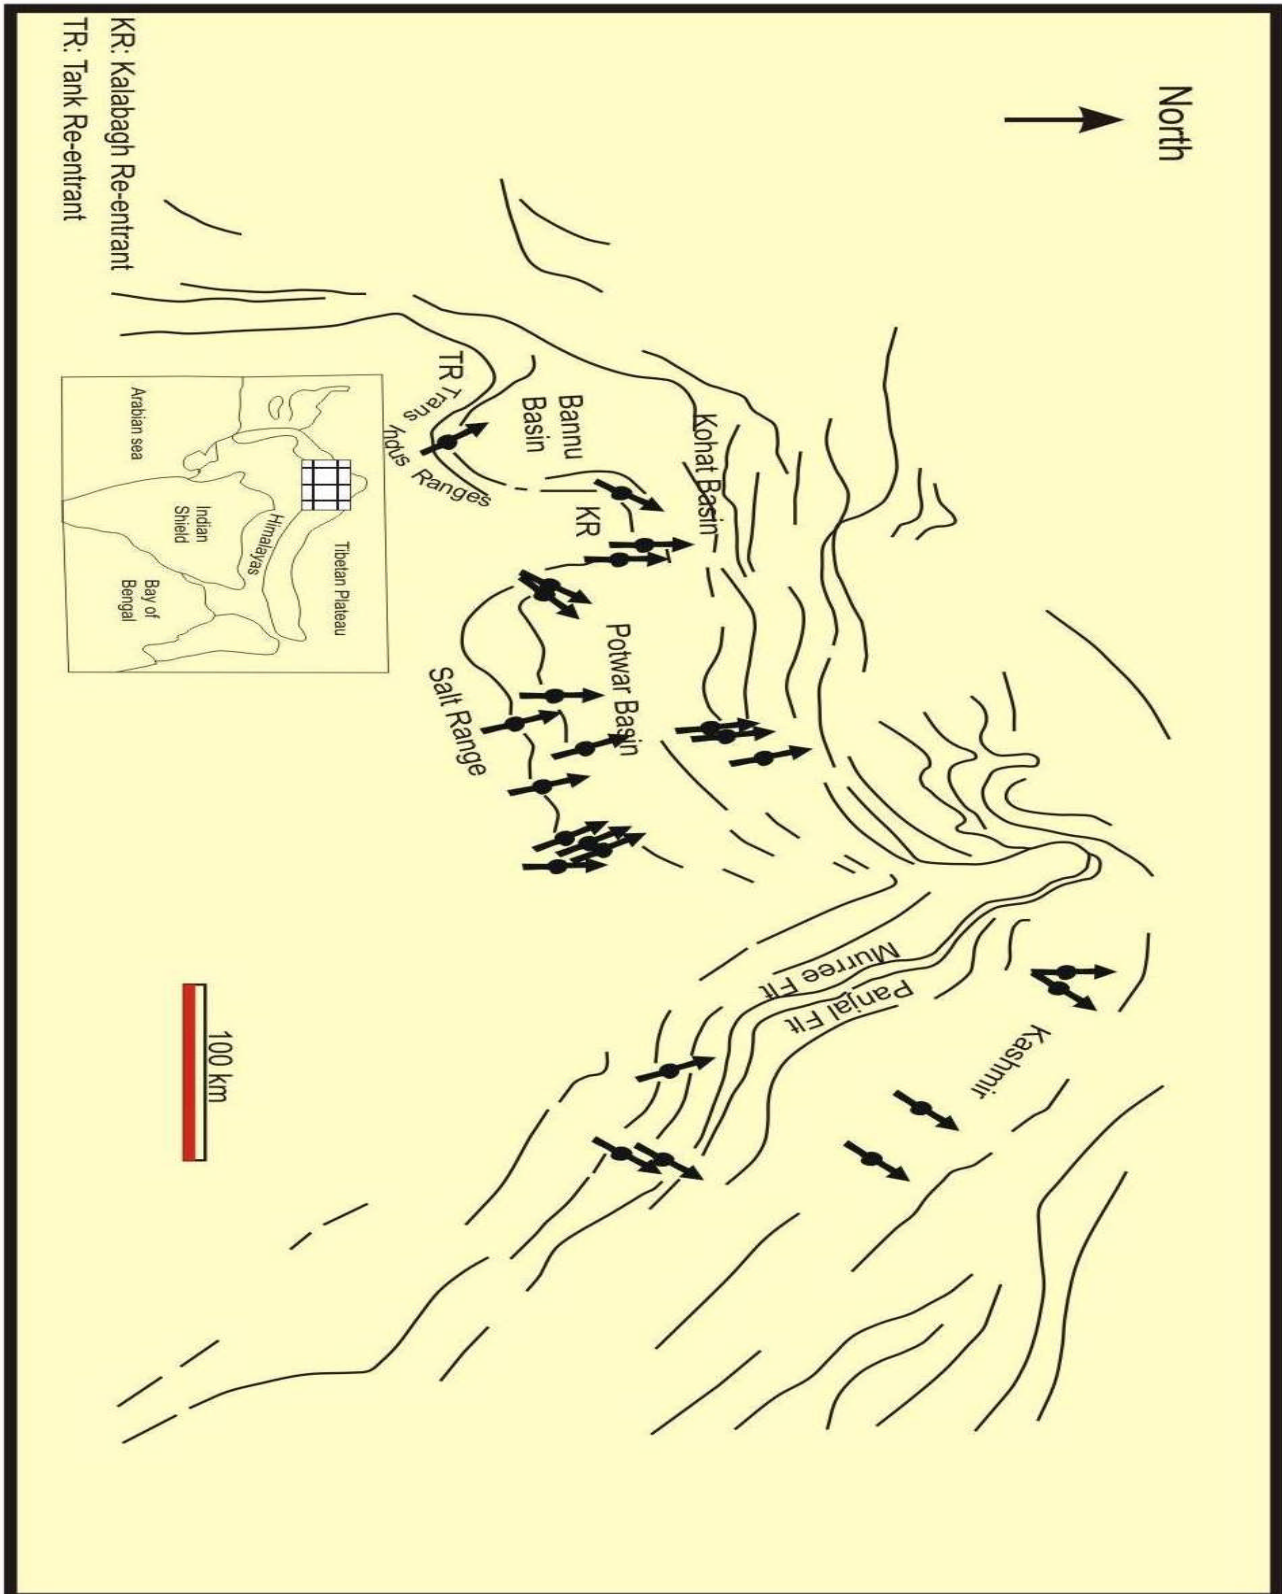 North
Kohat Basin
Bannu
Basin
TR
Trans
Indus Ranges
KR
Potwar Basin
Salt Range
Murree Flt
Panjal Flt
Kashmir
100 km
Tibetan Plateau
Himalayas
Indian
Shield
Arabian sea
Bay of
Bengal
KR: Kalabagh Re-entrant
TR: Tank Re-entrant